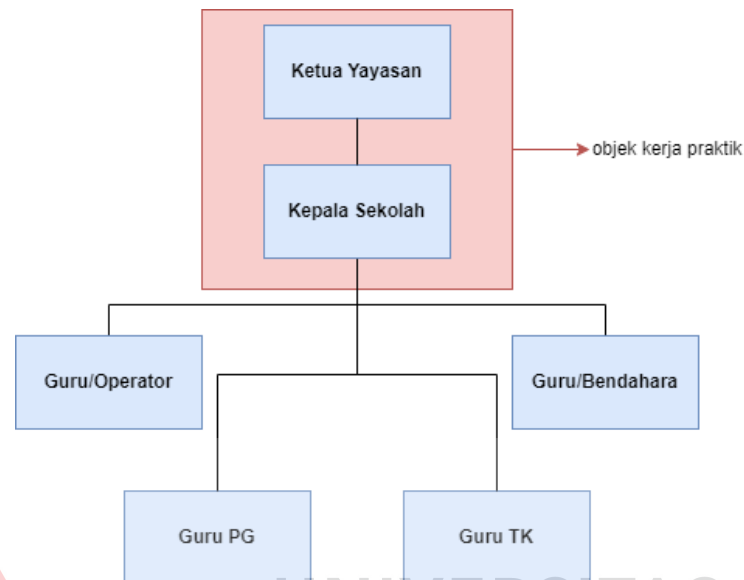 Ketua Yayasan
objek kerja praktik
Kepala Sekolah
Guru/Operator
Guru/Bendahara
Guru PG
Guru TK